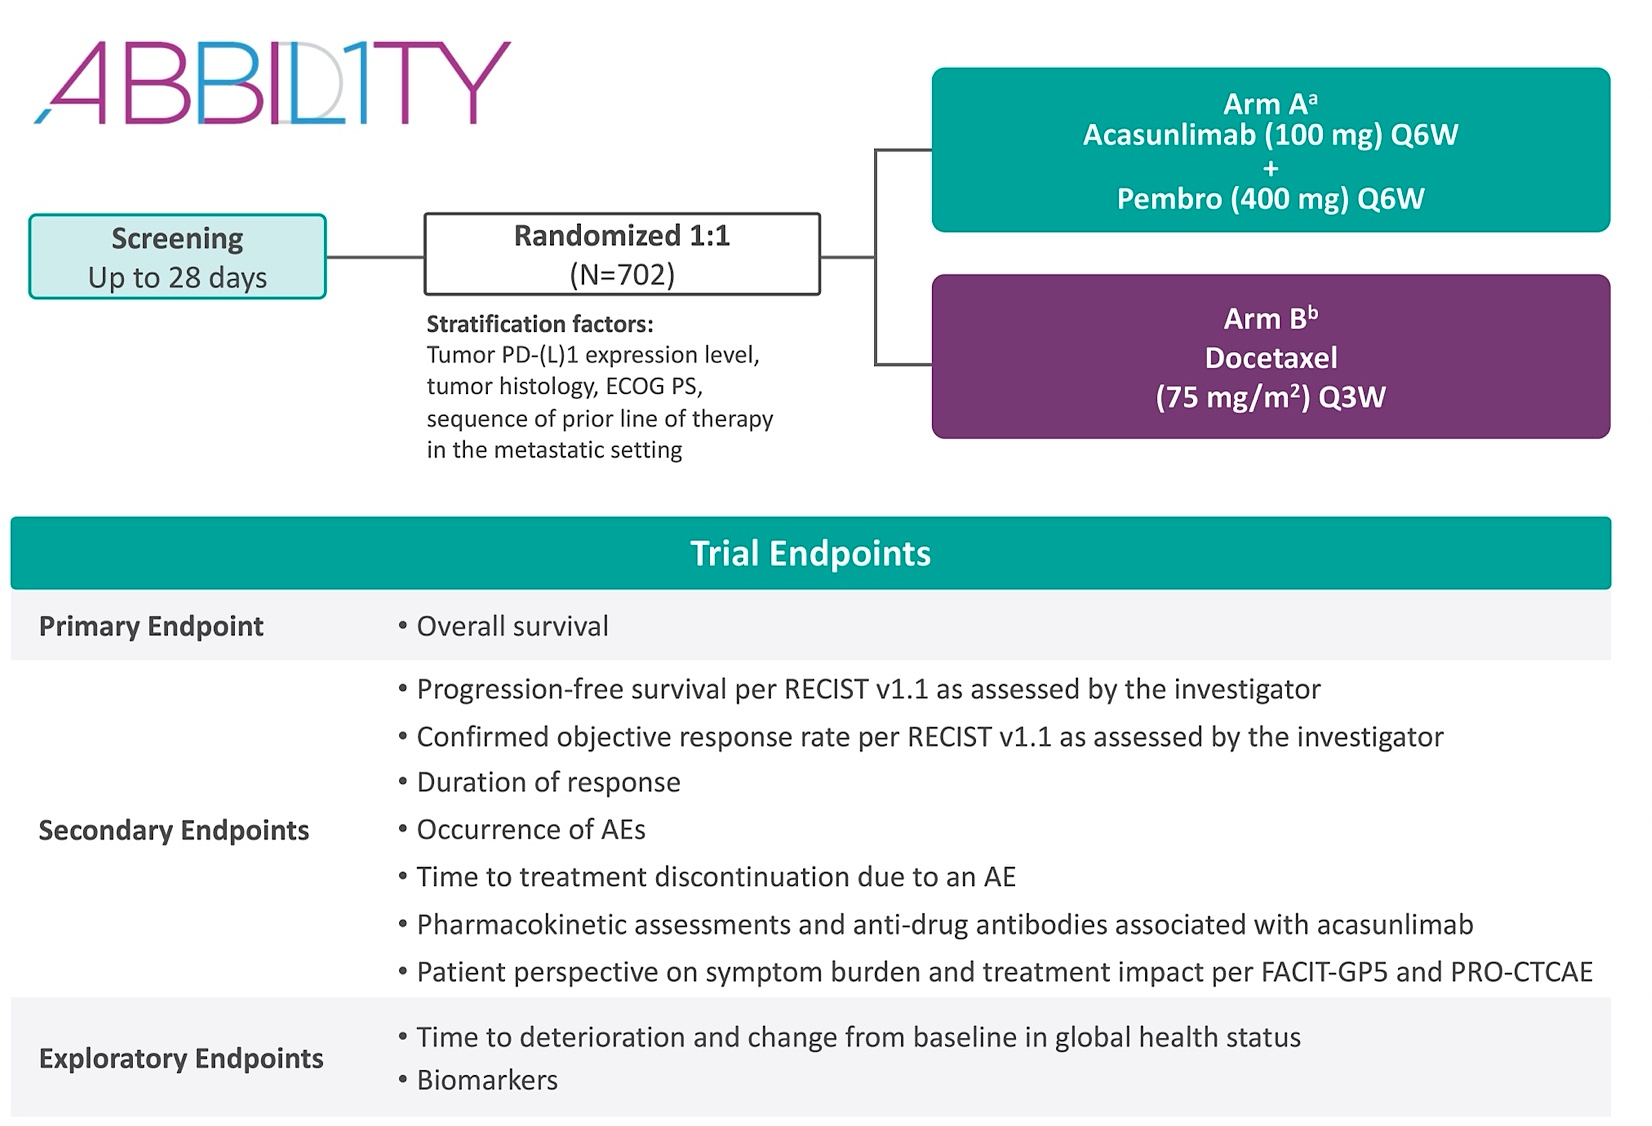 ABBIL1TY
Screening
Up to 28 days
Randomized 1:1
(N=702)
Stratification factors:
Tumor PD-(L)1 expression level,
tumor histology, ECOG PS,
sequence of prior line of therapy
in the metastatic setting
Arm Aᵃ
Acasunlimab (100 mg) Q6W
+
Pembro (400 mg) Q6W
Arm Bᵇ
Docetaxel
(75 mg/m²) Q3W
Trial Endpoints
Primary Endpoint
• Overall survival
Secondary Endpoints
• Progression-free survival per RECIST v1.1 as assessed by the investigator
• Confirmed objective response rate per RECIST v1.1 as assessed by the investigator
• Duration of response
• Occurrence of AEs
• Time to treatment discontinuation due to an AE
• Pharmacokinetic assessments and anti-drug antibodies associated with acasunlimab
• Patient perspective on symptom burden and treatment impact per FACIT-GP5 and PRO-CTCAE
Exploratory Endpoints
• Time to deterioration and change from baseline in global health status
• Biomarkers